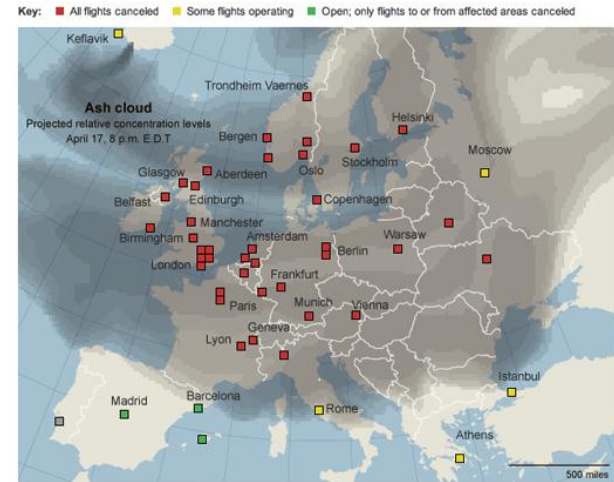 Key: All flights canceled Some flights operating Open; only flights to or from affected areas canceled
Keflavik
Trondheim Vaernes
Ash cloud
Projected relative concentration levels
April 17, 8 p.m. E.D.T
Helsinki
Bergen
Moscow
Oslo
Stockholm
Glasgow
Aberdeen
Belfast
Edinburgh
Copenhagen
Manchester
Birmingham
Amsterdam
Warsaw
Berlin
London
Frankfurt
Paris
Munich
Vienna
Geneva
Lyon
Istanbul
Madrid
Barcelona
Rome
Athens
500 miles